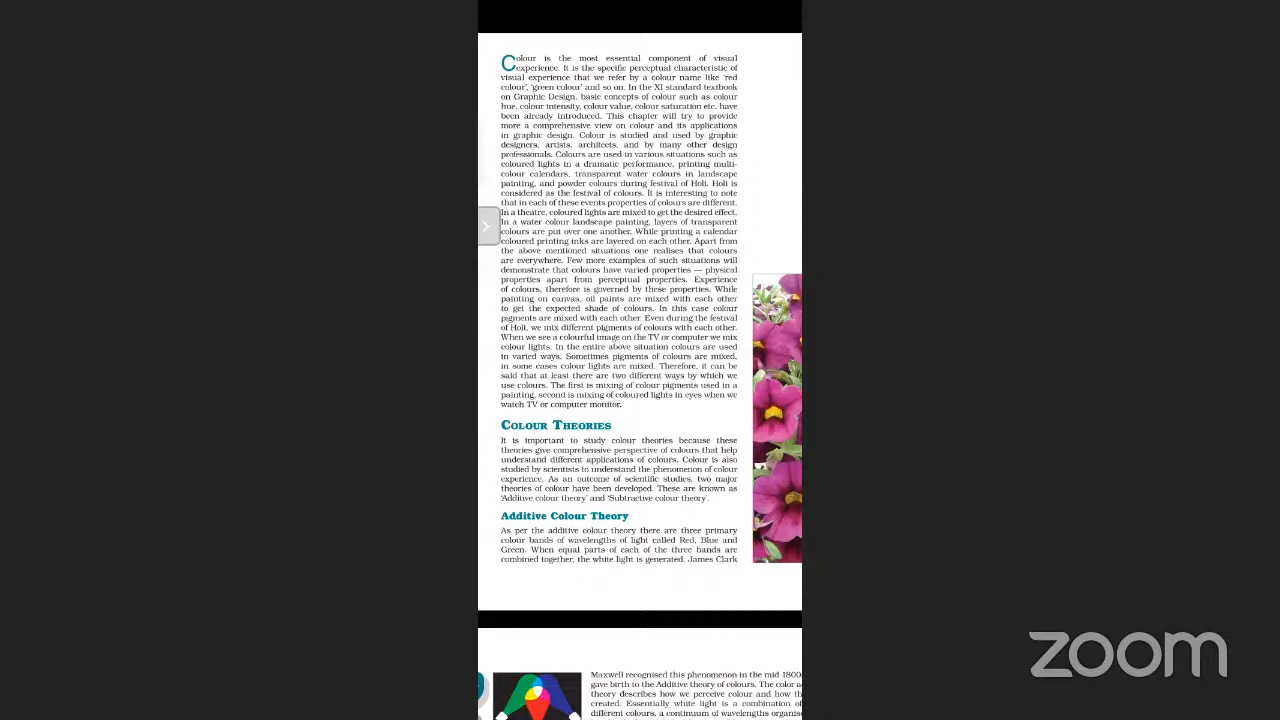 Colour is the most essential component of visual
experience. It is the specific perceptual characteristic of
visual experience that we refer by a colour name like 'red
colour', 'green colour' and so on. In the XI standard textbook
on Graphic Design, basic concepts of colour such as colour
hue, colour intensity, colour value, colour saturation etc. have
been already introduced. This chapter will try to provide
more a comprehensive view on colour and its applications
in graphic design. Colour is studied and used by graphic
designers, artists, architects, and by many other design
professionals. Colours are used in various situations such as
coloured lights in a dramatic performance, printing multi-
colour calendars, transparent water colours in landscape
painting, and powder colours during festival of Holi. Holi is
considered as the festival of colours. It is interesting to note
that in each of these events properties of colours are different.
In a theatre, coloured lights are mixed to get the desired effect.
In a water colour landscape painting, layers of transparent
colours are put over one another. While printing a calendar
coloured printing inks are layered on each other. Apart from
the above mentioned situations one realises that colours
are everywhere. Few more examples of such situations will
demonstrate that colours have varied properties — physical
properties apart from perceptual properties. Experience
of colours, therefore is governed by these properties. While
painting on canvas, oil paints are mixed with each other
to get the expected shade of colours. In this case colour
pigments are mixed with each other. Even during the festival
of Holi, we mix different pigments of colours with each other.
When we see a colourful image on the TV or computer we mix
colour lights. In the entire above situation colours are used
in varied ways. Sometimes pigments of colours are mixed,
in some cases colour lights are mixed. Therefore, it can be
said that at least there are two different ways by which we
use colours. The first is mixing of colour pigments used in a
painting, second is mixing of coloured lights in eyes when we
watch TV or computer monitor.
COLOUR THEORIES
It is important to study colour theories because these
theories give comprehensive perspective of colours that help
understand different applications of colours. Colour is also
studied by scientists to understand the phenomenon of colour
experience. As an outcome of scientific studies, two major
theories of colour have been developed. These are known as
'Additive colour theory' and 'Subtractive colour theory'.
Additive Colour Theory
As per the additive colour theory there are three primary
colour bands of wavelengths of light called Red, Blue and
Green. When equal parts of each of the three bands are
combined together, the white light is generated. James Clark
Maxwell recognised this phenomenon in the mid 1800
gave birth to the Additive theory of colours. The color a
theory describes how we perceive colour and how th
created. Essentially white light is a combination of
different colours, a continuum of wavelengths organis
zoom